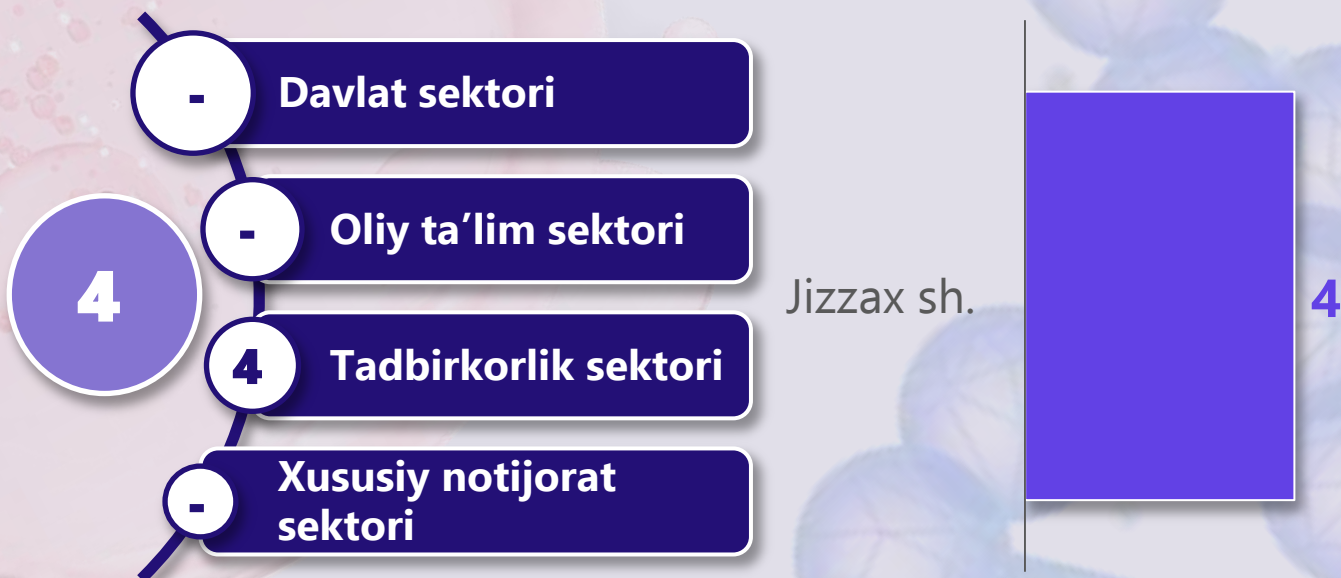 -
Davlat sektori
-
Oliy ta’lim sektori
4
4
Tadbirkorlik sektori
-
Xususiy notijorat
sektori
Jizzax sh.
4